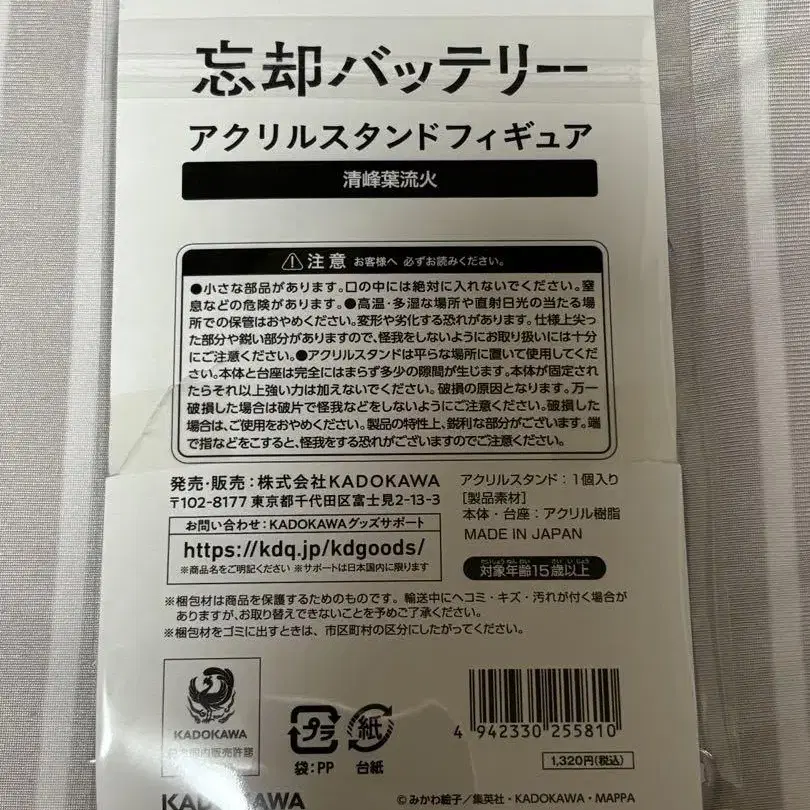 忘却バッテリー
アクリルスタンドフィギュア
清峰葉流火
注意 お客様へ 必ずお読みください。
●小さな部品があります。口の中には絶対に入れないでください。窒
息などの危険があります。●高温・多湿な場所や直射日光の当たる場
所での保管はおやめください。変形や劣化する恐れがあります。仕様上尖っ
た部分や鋭い部分がありますので、怪我をしないようにお取り扱いには十分
にご注意ください。●アクリルスタンドは平らな場所に置いて使用してくだ
さい。本体と台座は完全にはまらず多少の隙間が生じます。本体が固定され
たらそれ以上強い力は加えないでください。破損の原因となります。万一
破損した場合は破片で怪我などをしないようにご注意ください。破損した
場合は、ご使用をおやめください。製品の特性上、鋭利な部分がございます。端
で指などをこすると、怪我をする恐れがございますのでご注意ください。
発売・販売:株式会社KADOKAWA
〒102-8177 東京都千代田区富士見2-13-3
お問い合わせ:KADOKAWAグッズサポート
https://kdq.jp/kdgoods/
※商品名をご明記ください ※サポートは日本国内に限ります
アクリルスタンド:1個入り
[製品素材]
本体・台座:アクリル樹脂
MADE IN JAPAN
対象年齢15歳以上
※梱包材は商品を保護するためのものです。輸送中にヘコミ・キズ・汚れが付く場合が
ありますが、お取り替えできないことを予めご了承ください。
※梱包材をゴミに出すときは、市区町村の区分にしたがってください。
KADOKAWA
日本国内販売許諾
プラ
袋:PP
紙
台紙
4 942330 255810
1,320円(税込)
KADOKAWA
©みかわ絵子/集英社・KADOKAWA・MAPPA